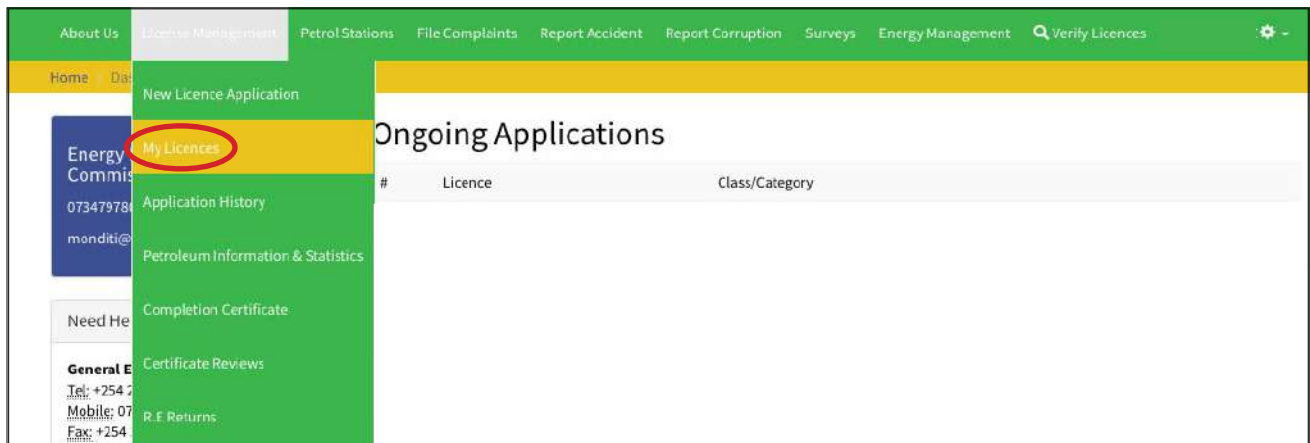 About Us License Management Petrol Stations File Complaints Report Accident Report Corruption Surveys Energy Management Verify Licences
Home
New Licence Application
My Licences
Application History
Petroleum Information & Statistics
Completion Certificate
Certificate Reviews
R.E Returns
Energy
Commis
07347978
monditi@
Need He
General E
Tel: +254 2
Mobile: 07
Fax: +254
Ongoing Applications
# Licence Class/Category